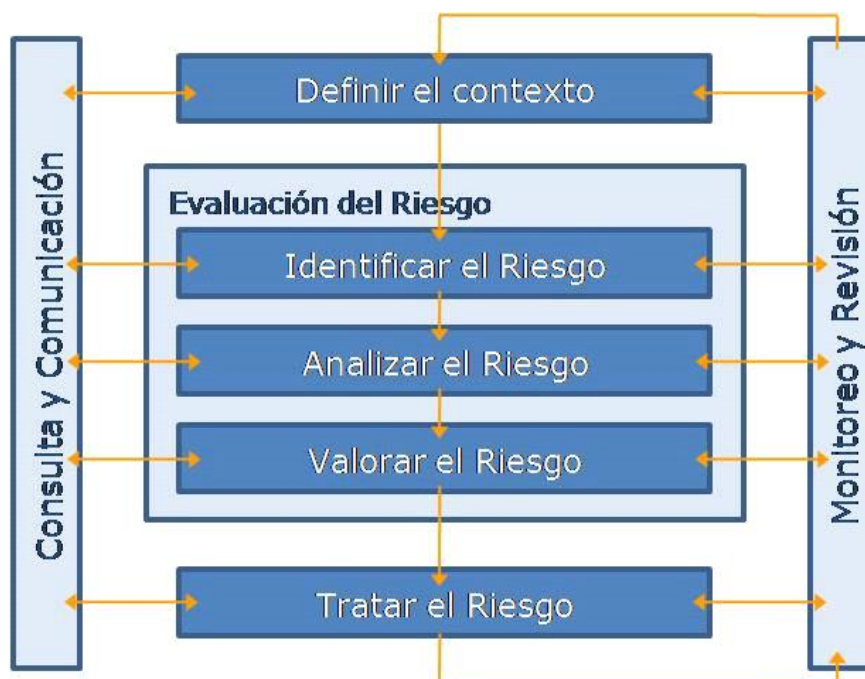 Definir el contexto
Evaluación del Riesgo
Identificar el Riesgo
Analizar el Riesgo
Valorar el Riesgo
Tratar el Riesgo
Consulta y Comunicación
Monitoreo y Revisión